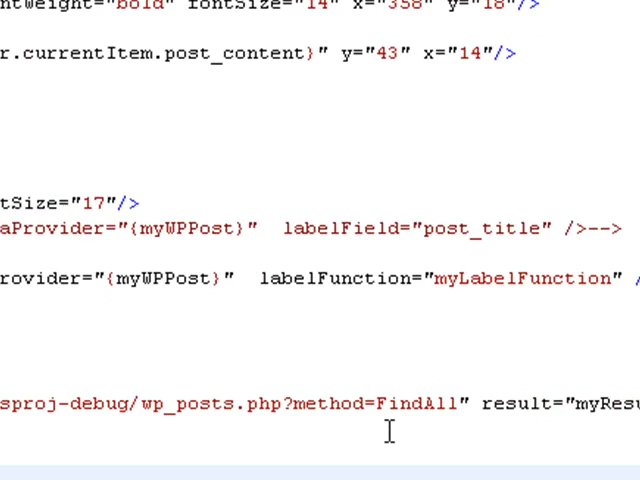 ntWeight="bold" fontSize="14" x="358" y="18"/>
r.currentItem.post_content}" y="43" x="14"/>
tSize="17"/>
aProvider="{myWPPost}" labelField="post_title" />-->
rovider="{myWPPost}" labelFunction="myLabelFunction" /
sproj-debug/wp_posts.php?method=FindAll" result="myResu